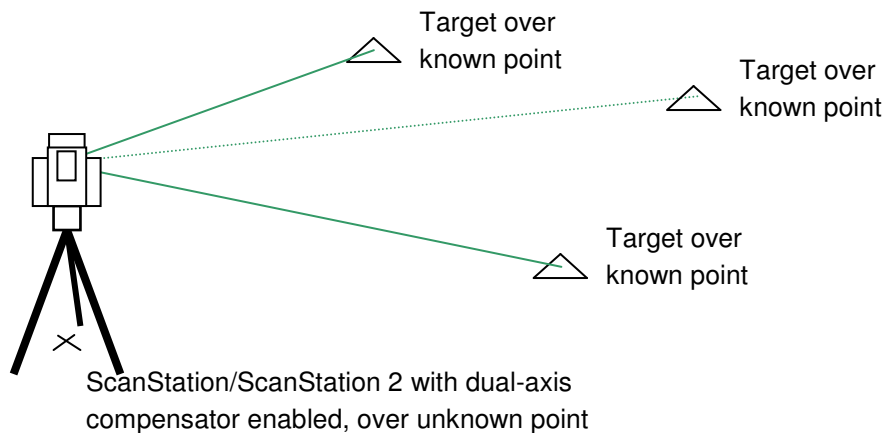 Target over
known point
Target over
known point
Target over
known point
ScanStation/ScanStation 2 with dual-axis
compensator enabled, over unknown point